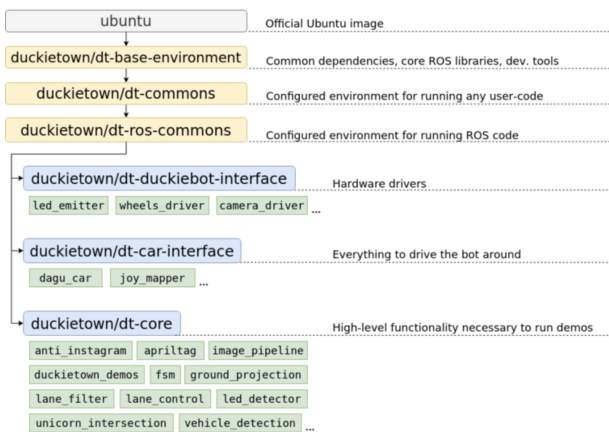 ubuntu Official Ubuntu image
duckietown/dt-base-environment Common dependencies, core ROS libraries, dev. tools
duckietown/dt-commons Configured environment for running any user-code
duckietown/dt-ros-commons Configured environment for running ROS code
duckietown/dt-duckiebot-interface Hardware drivers
led_emitter wheels_driver camera_driver ...
duckietown/dt-car-interface Everything to drive the bot around
dagu_car joy_mapper ...
duckietown/dt-core High-level functionality necessary to run demos
anti_instagram apriltag image_pipeline
duckietown_demos fsm ground_projection
lane_filter lane_control led_detector
unicorn_intersection vehicle_detection ...